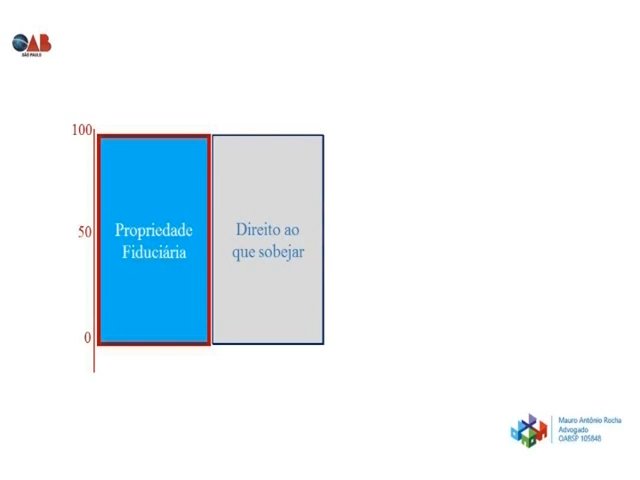 OAB
SÃO PAULO
100
50
0
Propriedade
Fiduciária
Direito ao
que sobejar
Mauro Antônio Rocha
Advogado
OABSP 105848